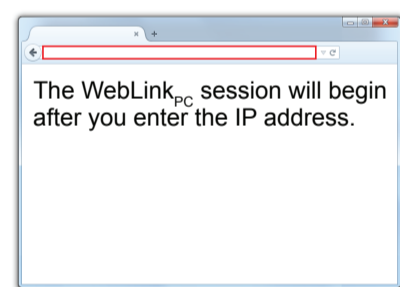 The WebLinkPC session will begin
after you enter the IP address.